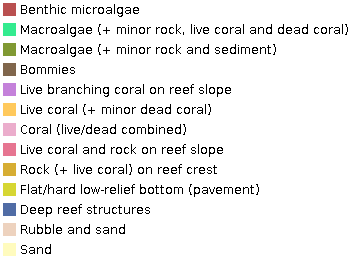 Benthic microalgae
Macroalgae (+ minor rock, live coral and dead coral)
Macroalgae (+ minor rock and sediment)
Bommies
Live branching coral on reef slope
Live coral (+ minor dead coral)
Coral (live/dead combined)
Live coral and rock on reef slope
Rock (+ live coral) on reef crest
Flat/hard low-relief bottom (pavement)
Deep reef structures
Rubble and sand
Sand